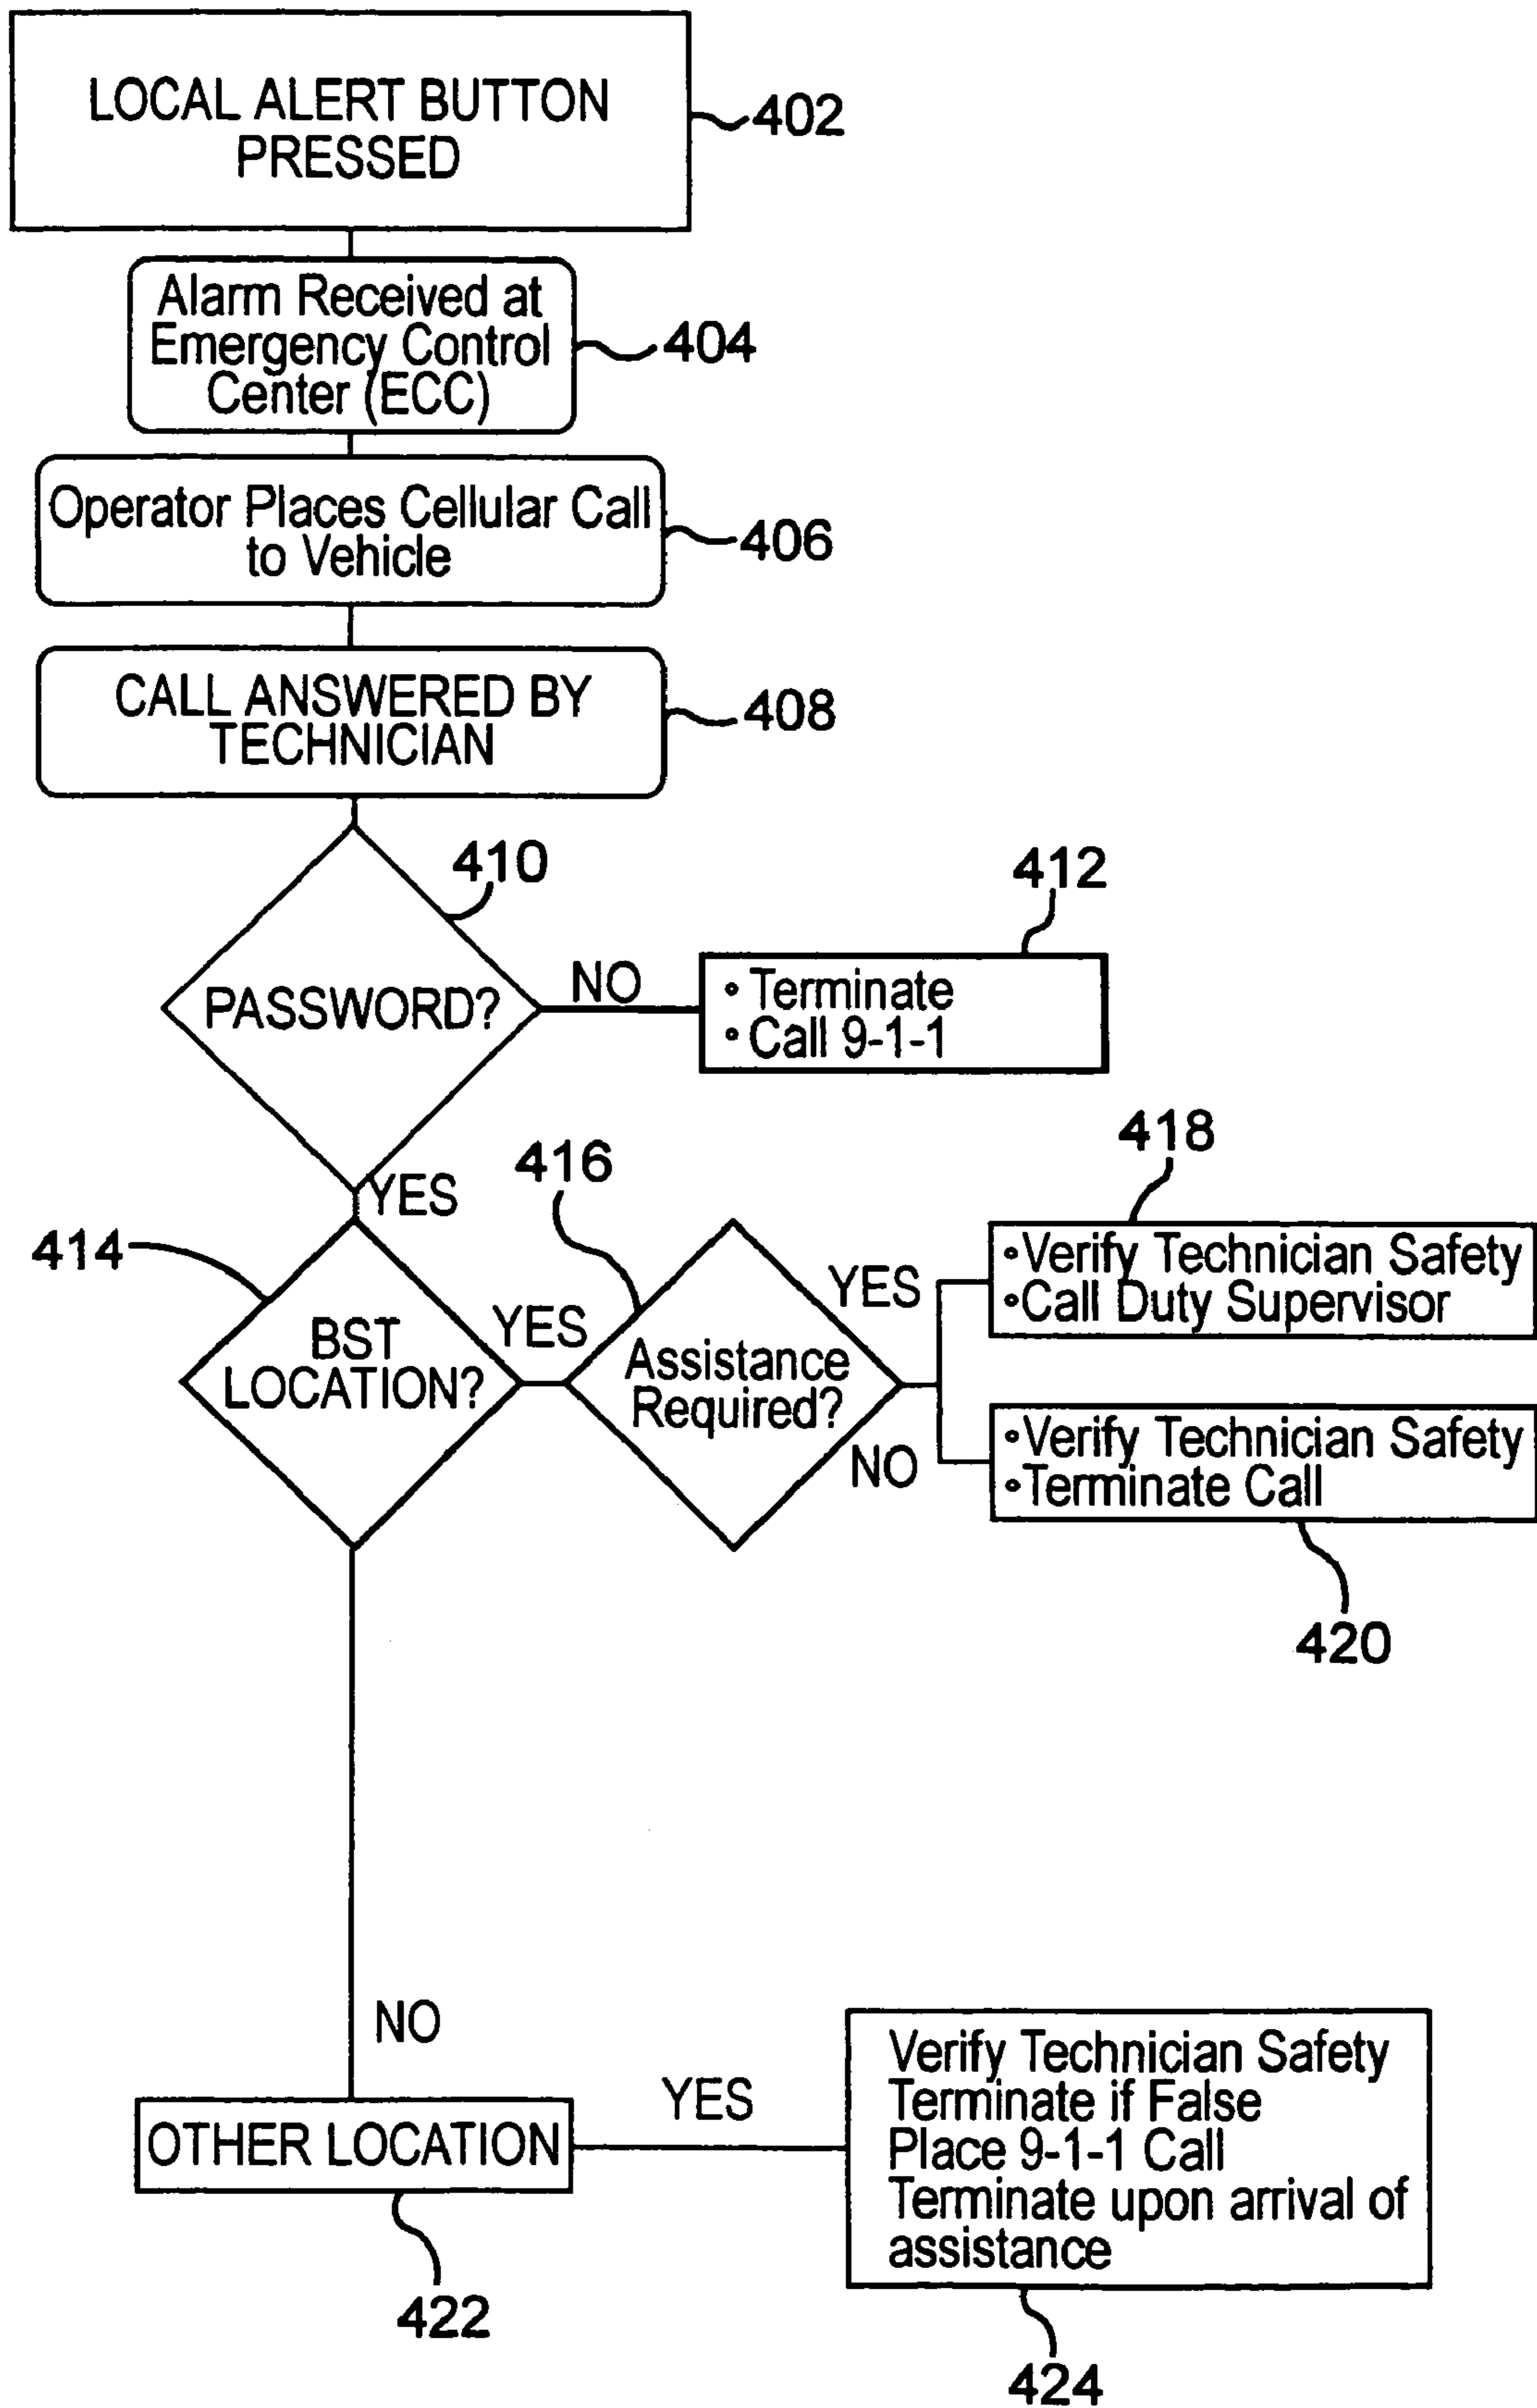 LOCAL ALERT BUTTON
PRESSED
402
Alarm Received at
Emergency Control
Center (ECC)
404
Operator Places Cellular Call
to Vehicle
406
CALL ANSWERED BY
TECHNICIAN
408
410
412
PASSWORD?
NO
• Terminate
• Call 9-1-1
YES
414
416
418
BST
LOCATION?
YES
Assistance
Required?
YES
•Verify Technician Safety
•Call Duty Supervisor
NO
•Verify Technician Safety
•Terminate Call
420
NO
OTHER LOCATION
422
YES
Verify Technician Safety
Terminate if False
Place 9-1-1 Call
Terminate upon arrival of
assistance
424